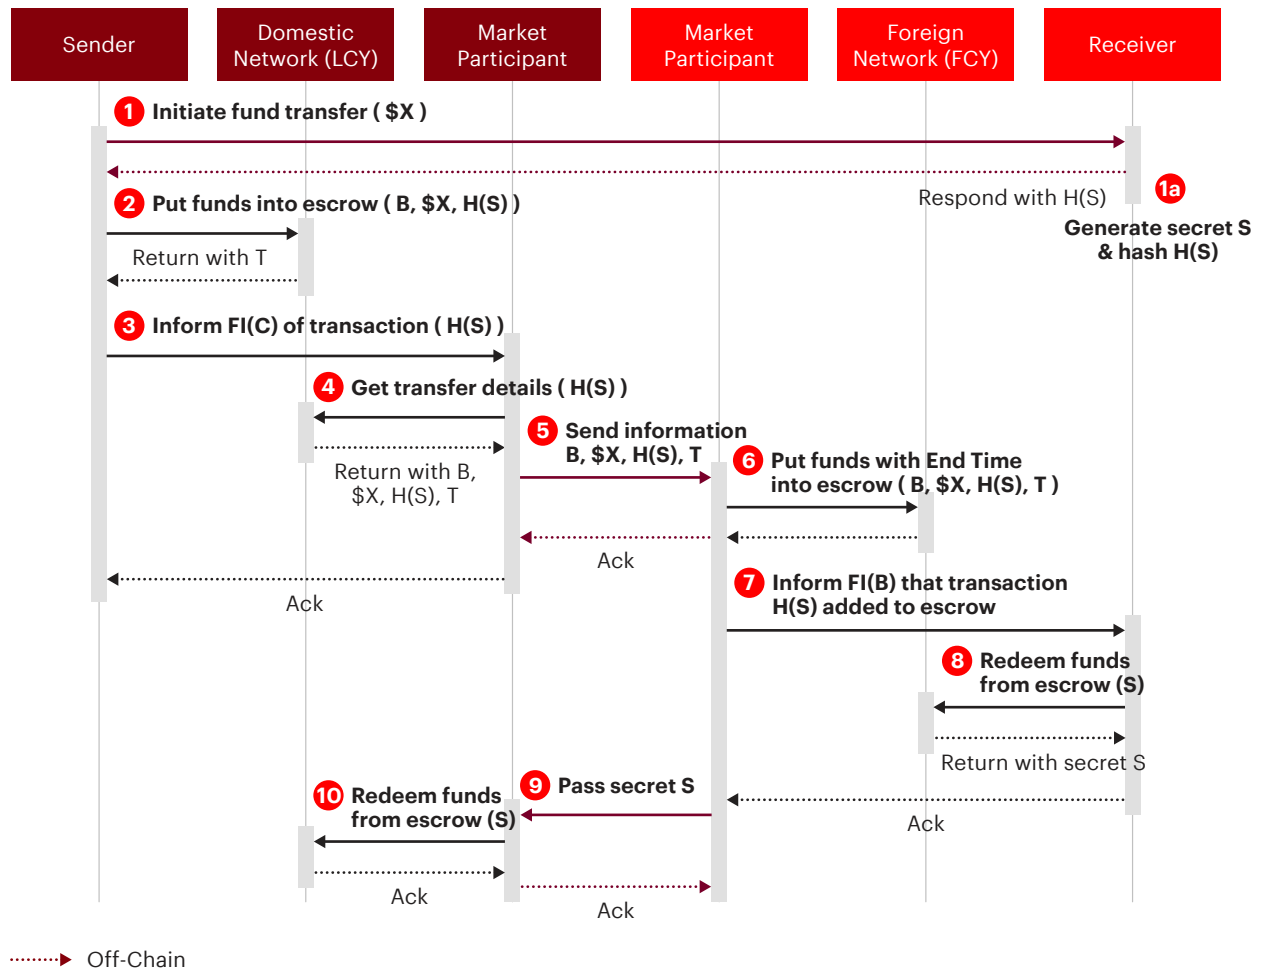 Sender
Domestic
Network (LCY)
Market
Participant
Market
Participant
Foreign
Network (FCY)
Receiver
1 Initiate fund transfer ( $X )
Respond with H(S)
1a
Generate secret S
& hash H(S)
2 Put funds into escrow ( B, $X, H(S) )
Return with T
3 Inform FI(C) of transaction ( H(S) )
4 Get transfer details ( H(S) )
Return with B,
$X, H(S), T
5 Send information
B, $X, H(S), T
6 Put funds with End Time
into escrow ( B, $X, H(S), T )
Ack
Ack
7 Inform FI(B) that transaction
H(S) added to escrow
8 Redeem funds
from escrow (S)
Return with secret S
Ack
9 Pass secret S
10 Redeem funds
from escrow (S)
Ack
Ack
Off-Chain